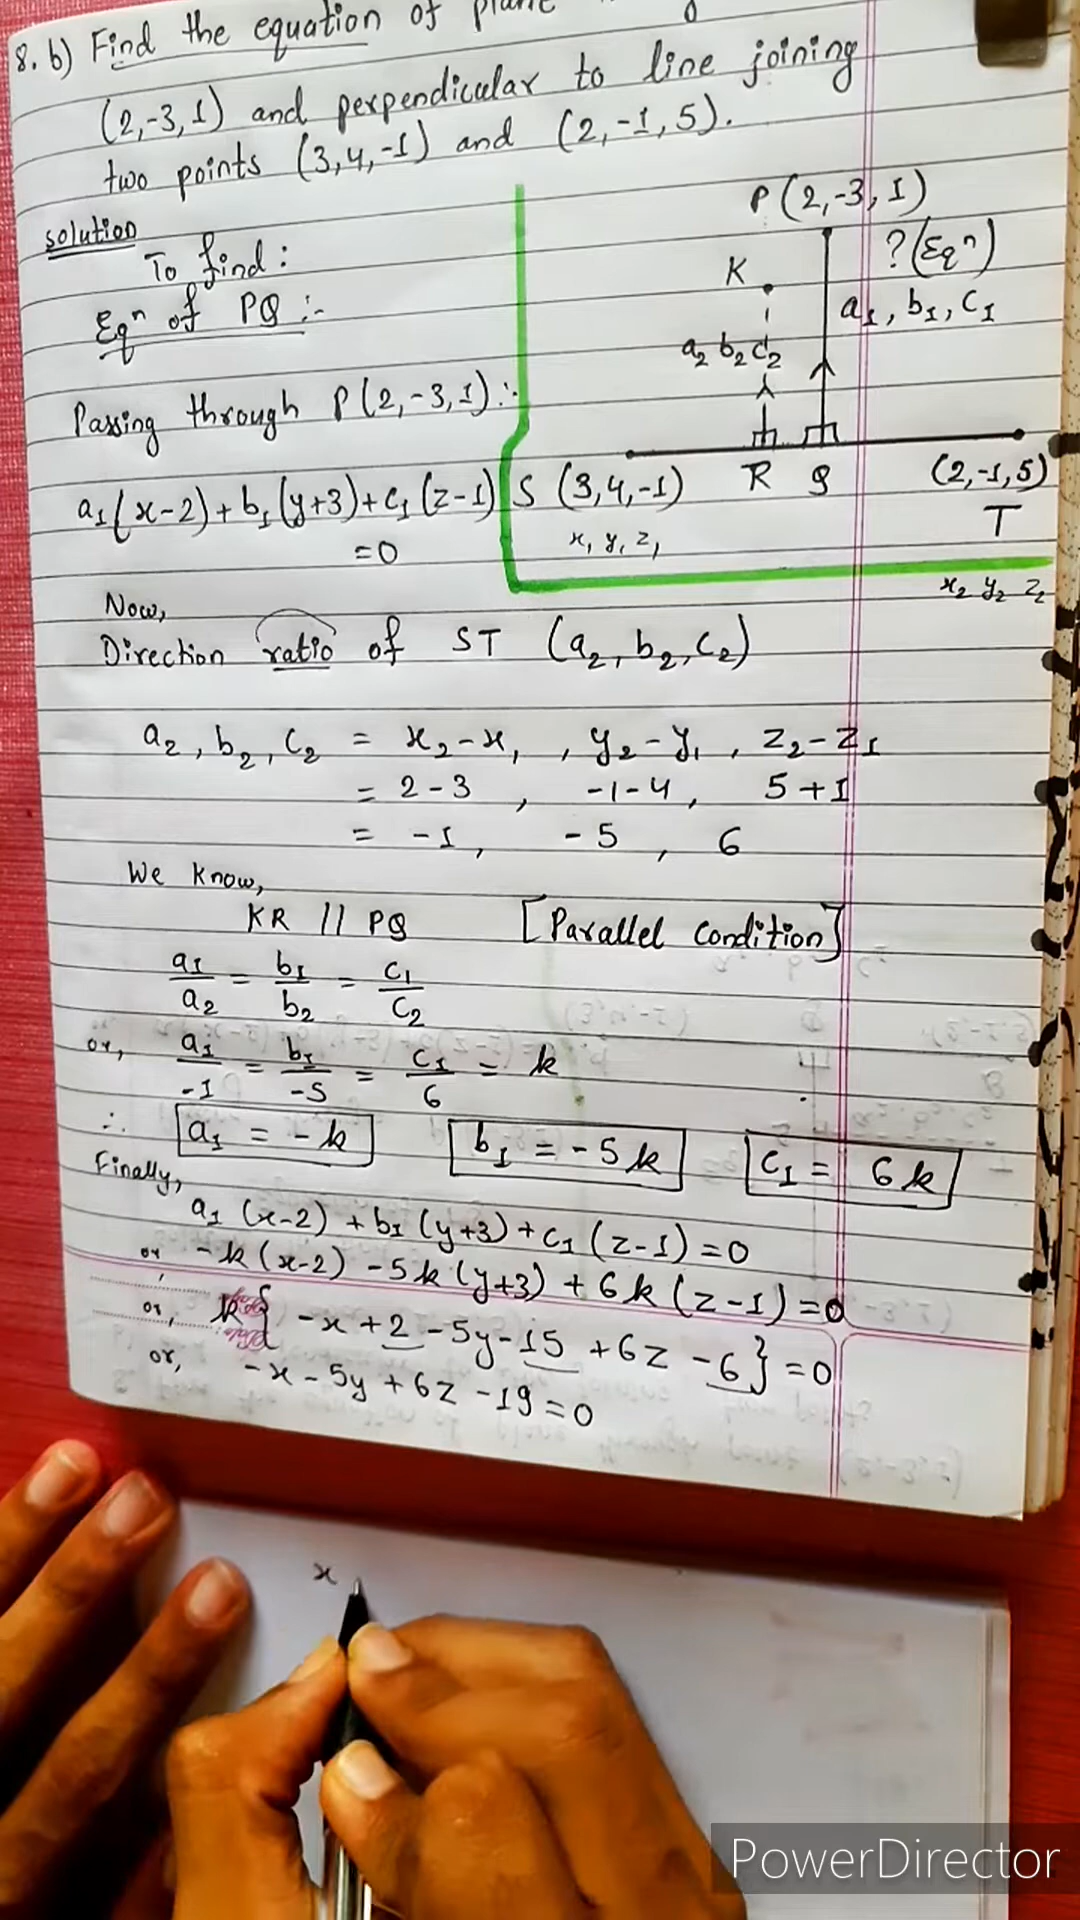 8. b) Find the equation of plane
(2,-3,1) and perpendicular to line joining
two points (3,4,-1) and (2,-1,5).
solution
To find:
Eqⁿ of PQ :-
Passing through P(2,-3,1):-
a₁(x-2)+b₁(y+3)+c₁(z-1)
=0
P(2,-3,1)
?(Eqⁿ)
K
a₁, b₁, c₁
a₂ b₂ c₂
S (3,4,-1) R Q (2,-1,5)
x₁ y₁ z₁ T
x₂ y₂ z₂
Now,
Direction ratio of ST (a₂, b₂, c₂)
a₂, b₂, c₂ = x₂-x₁, y₂-y₁, z₂-z₁
= 2-3, -1-4, 5+1
= -1, -5, 6
We know,
KR // PQ [Parallel condition]
a₁/a₂ = b₁/b₂ = c₁/c₂
or, a₁/-1 = b₁/-5 = c₁/6 = k
∴ a₁ = -k b₁ = -5k c₁ = 6k
Finally,
a₁(x-2)+b₁(y+3)+c₁(z-1)=0
or, -k(x-2)-5k(y+3)+6k(z-1)=0
or, k{-x+2-5y-15+6z-6}=0
or, -x-5y+6z-19=0
x
PowerDirector